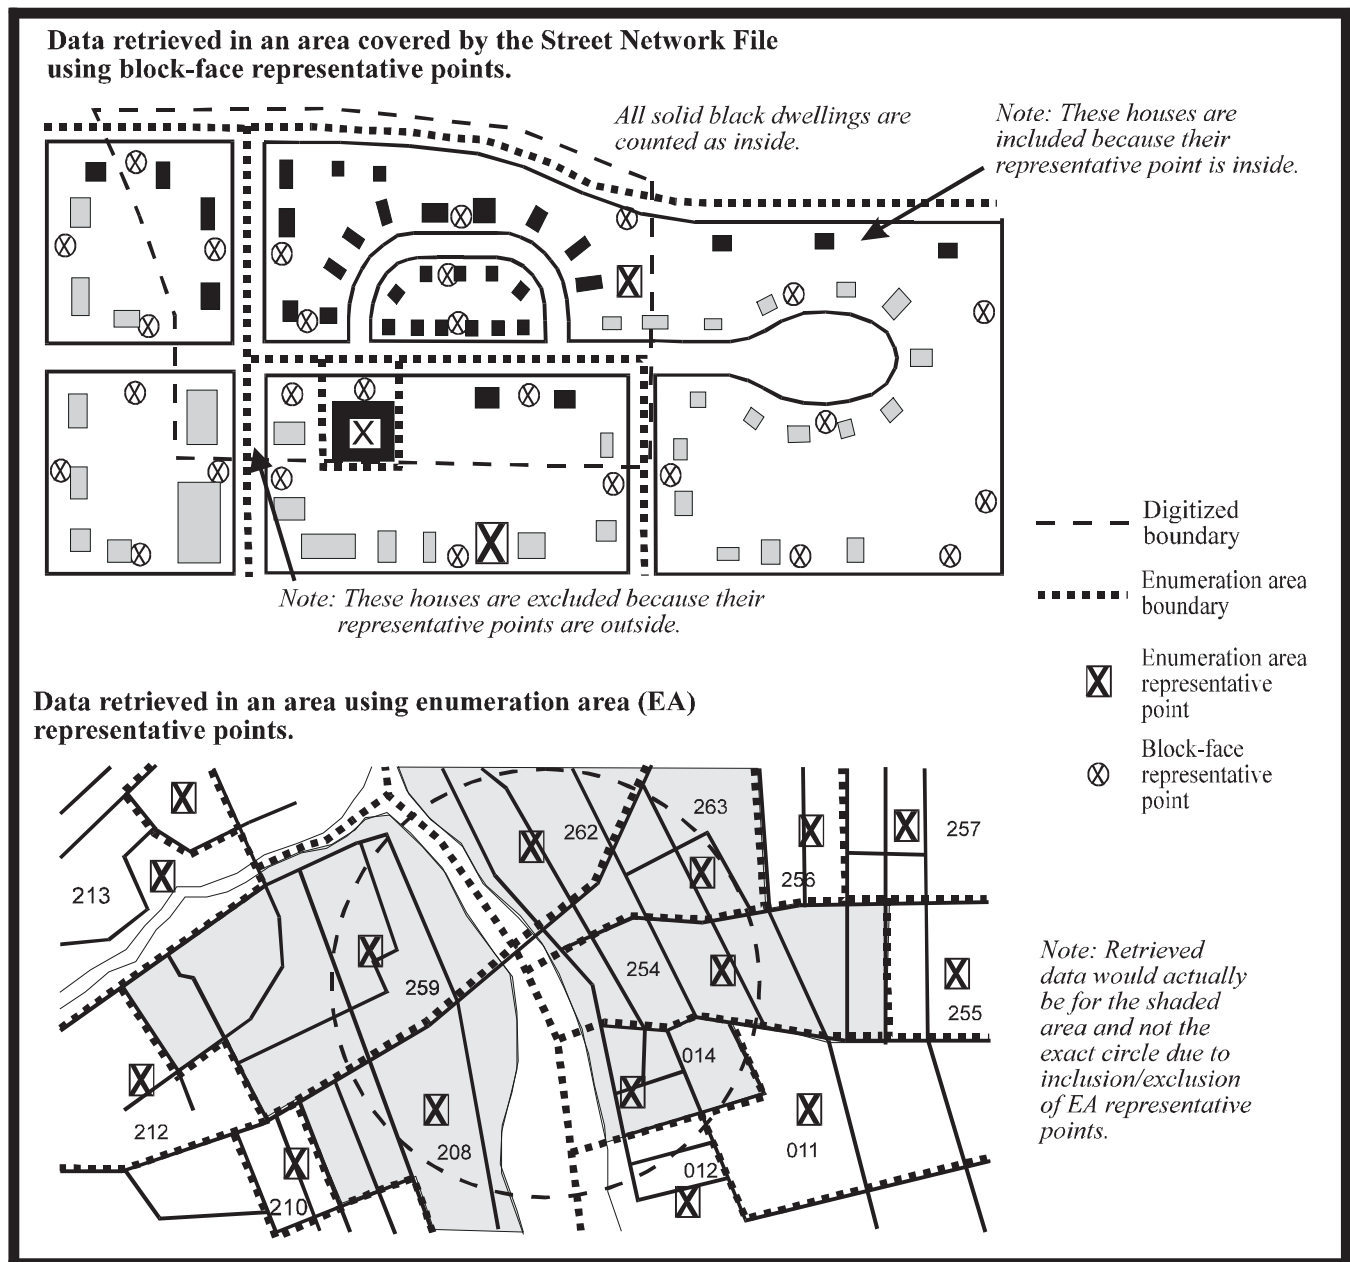 Data retrieved in an area covered by the Street Network File
using block-face representative points.
All solid black dwellings are
counted as inside.
Note: These houses are
included because their
representative point is inside.
Note: These houses are excluded because their
representative points are outside.
Digitized
boundary
Enumeration area
boundary
Enumeration area
representative
point
Block-face
representative
point
Data retrieved in an area using enumeration area (EA)
representative points.
263
262
257
256
213
254
259
255
014
212
208
011
012
210
Note: Retrieved
data would actually
be for the shaded
area and not the
exact circle due to
inclusion/exclusion
of EA representative
points.